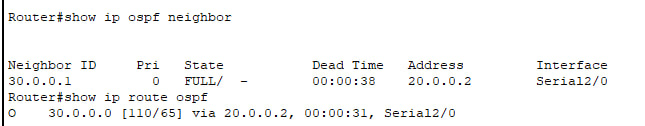 Router#show ip ospf neighbor
Neighbor ID     Pri   State           Dead Time   Address         Interface
30.0.0.1          0   FULL/  -        00:00:38    20.0.0.2        Serial2/0
Router#show ip route ospf
O    30.0.0.0 [110/65] via 20.0.0.2, 00:00:31, Serial2/0